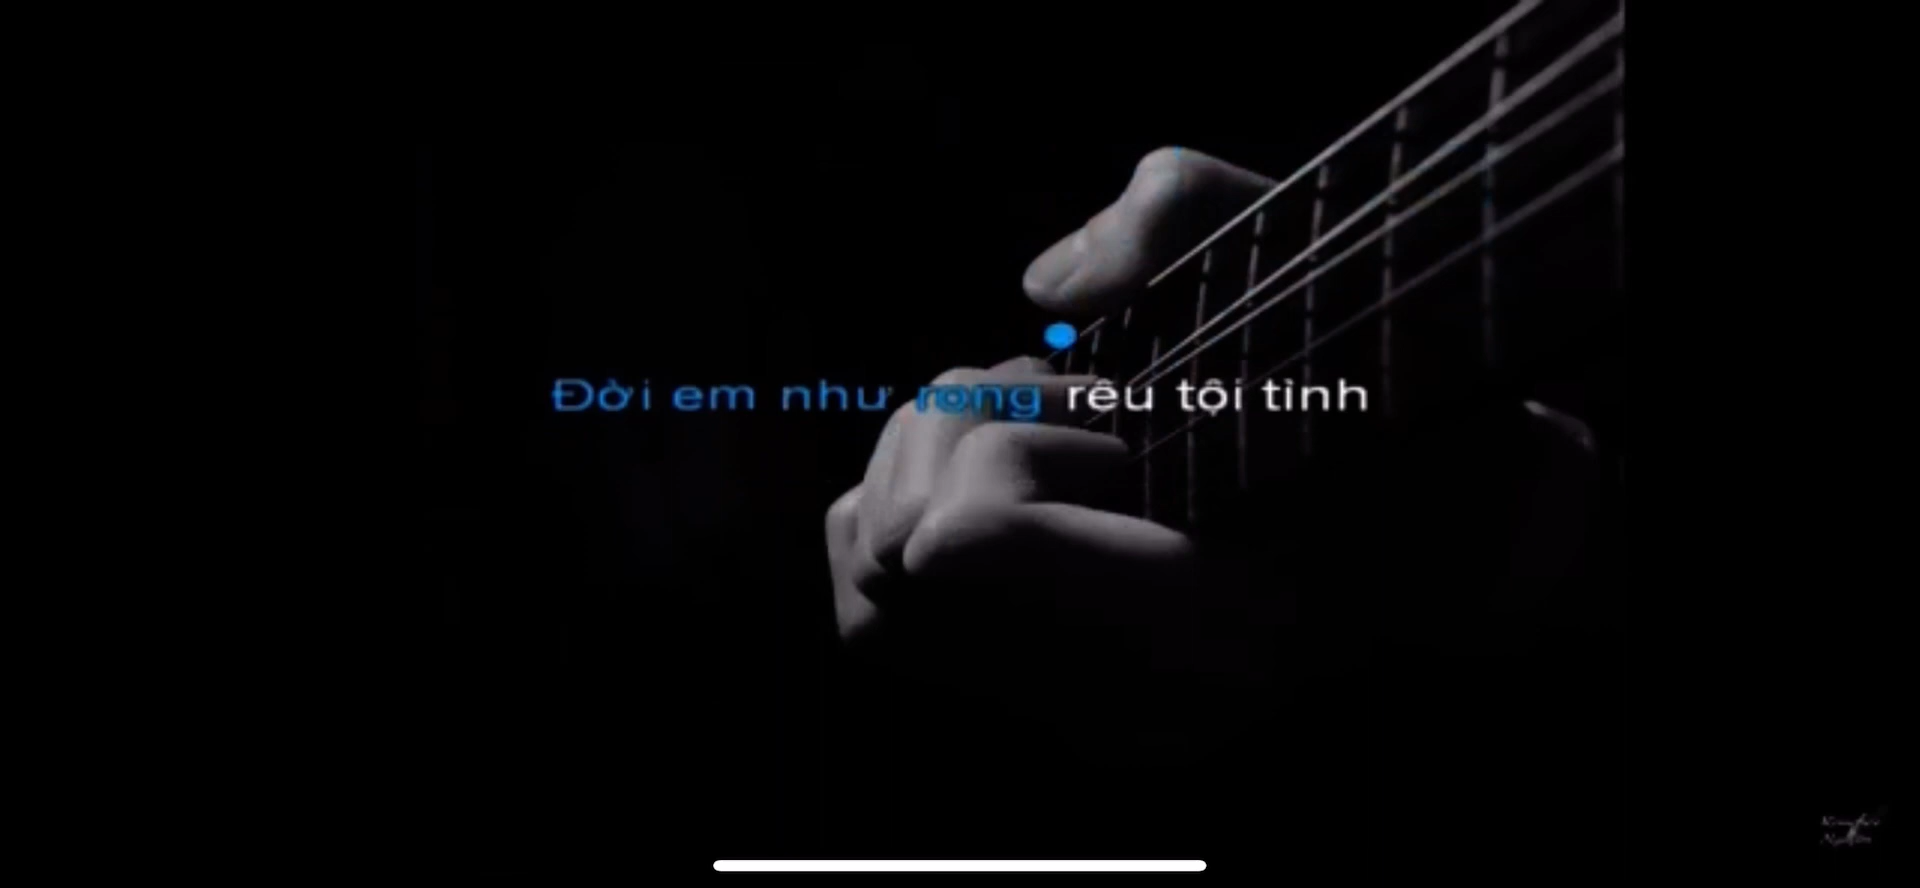 Đời em như rong rêu tội tình